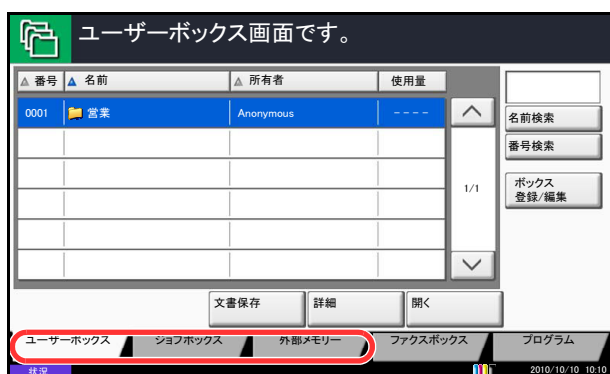 ユーザーボックス画面です。
番号 名前 所有者 使用量
0001 営業 Anonymous ----
名前検索
番号検索
1/1
ボックス
登録/編集
文書保存 詳細 開く
ユーザーボックス ジョブボックス 外部メモリー ファクスボックス プログラム
状況 2010/10/10 10:10